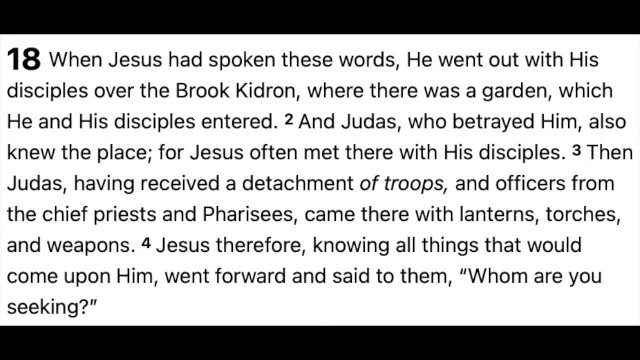 18 When Jesus had spoken these words, He went out with His
disciples over the Brook Kidron, where there was a garden, which
He and His disciples entered. 2 And Judas, who betrayed Him, also
knew the place; for Jesus often met there with His disciples. 3 Then
Judas, having received a detachment of troops, and officers from
the chief priests and Pharisees, came there with lanterns, torches,
and weapons. 4 Jesus therefore, knowing all things that would
come upon Him, went forward and said to them, “Whom are you
seeking?”